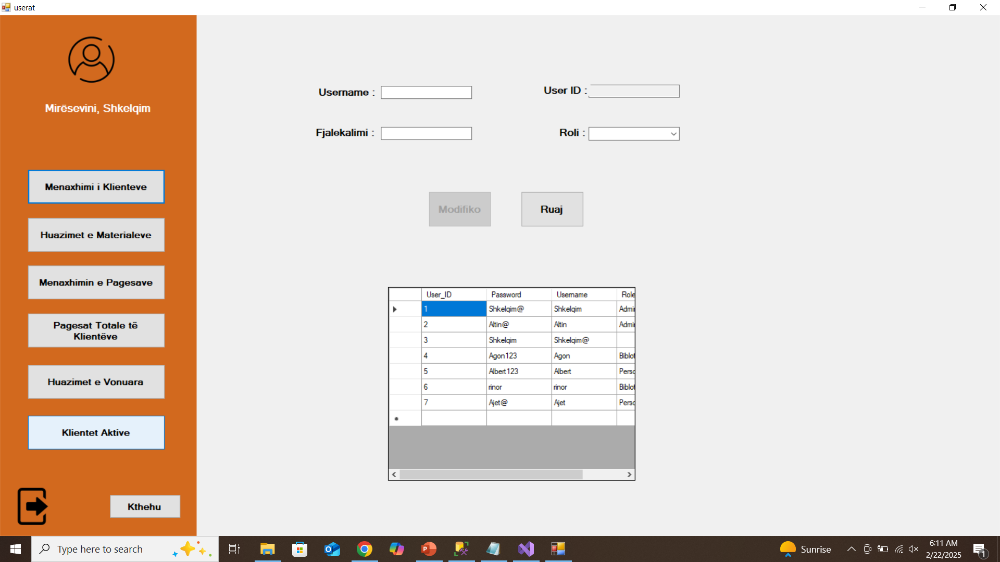 userat
Mirësevini, Shkelqim
Username :
User ID :
Fjalekalimi :
Roli :
Modifiko
Ruaj
Menaxhimi i Klienteve
Huazimet e Materialeve
Menaxhimin e Pagesave
Pagesat Totale të
Klientëve
Huazimet e Vonuara
Klientet Aktive
Kthehu
User_ID Password Username Role
1 Shkelqim@ Shkelqim Admi
2 Altin@ Altin Admi
3 Shkelqim Shkelqim@
4 Agon123 Agon Bibliot
5 Albert123 Albert Perso
6 rinor rinor Bibliot
7 Ajet@ Ajet Perso
Type here to search
Sunrise
6:11 AM
2/22/2025
1